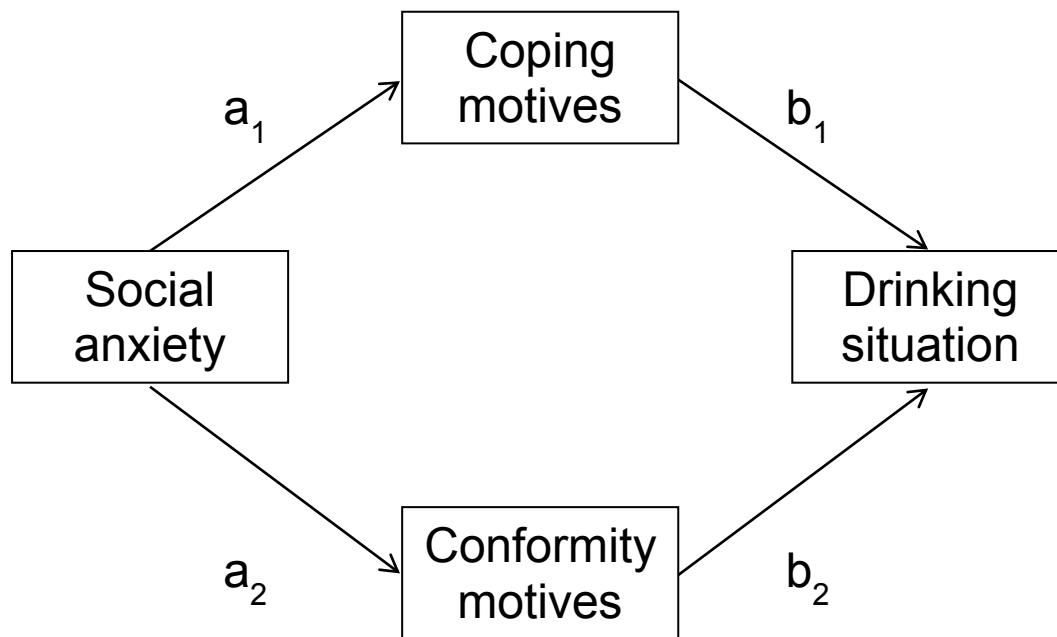 Coping
motives
a1
b1
Social
anxiety
Drinking
situation
Conformity
motives
a2
b2